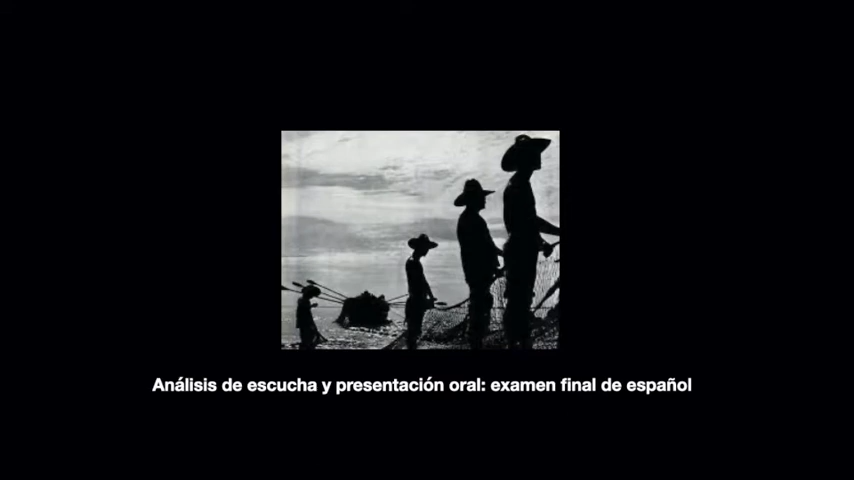 Análisis de escucha y presentación oral: examen final de español